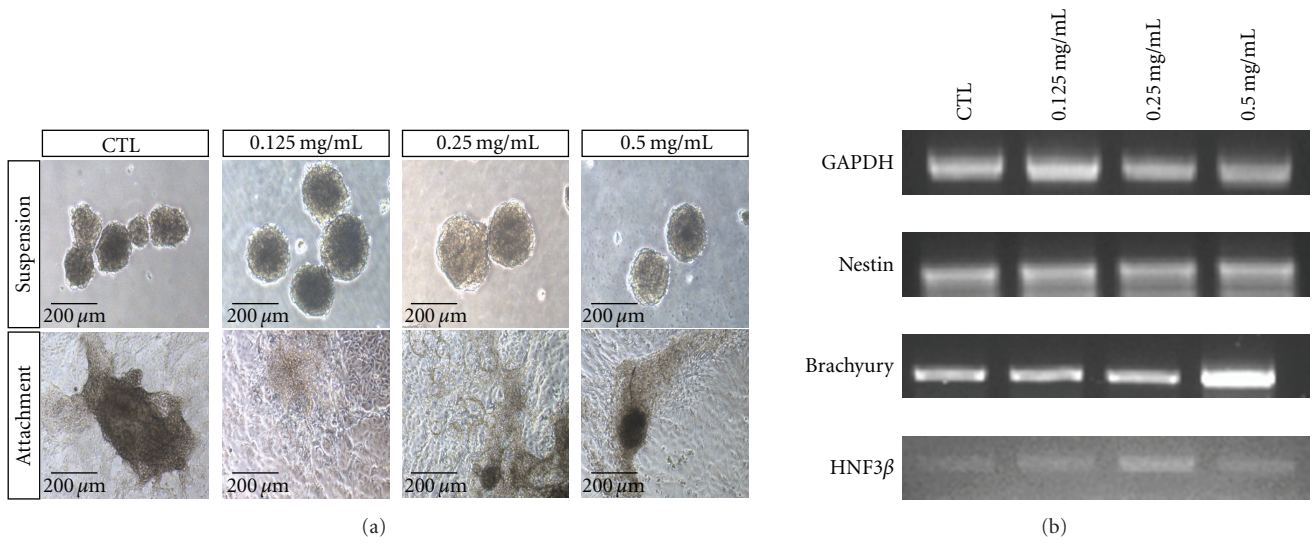 CTL 0.125 mg/mL 0.25 mg/mL 0.5 mg/mL
Suspension
200 μm 200 μm 200 μm 200 μm
Attachment
200 μm 200 μm 200 μm 200 μm
(a)
CTL
0.125 mg/mL
0.25 mg/mL
0.5 mg/mL
GAPDH
Nestin
Brachyury
HNF3β
(b)